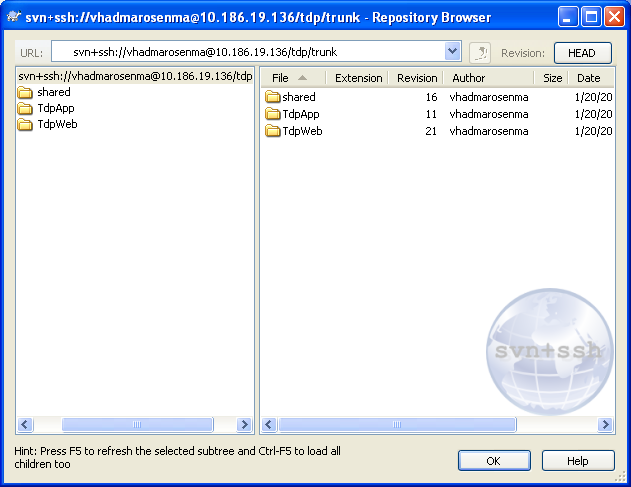 svn+ssh://vhadmarosenma@10.186.19.136/tdp/trunk - Repository Browser
URL: svn+ssh://vhadmarosenma@10.186.19.136/tdp/trunk Revision: HEAD
svn+ssh://vhadmarosenma@10.186.19.136/tdp
shared
TdpApp
TdpWeb
File Extension Revision Author Size Date
shared 16 vhadmarosenma 1/20/20
TdpApp 11 vhadmarosenma 1/20/20
TdpWeb 21 vhadmarosenma 1/20/20
svn+ssh
Hint: Press F5 to refresh the selected subtree and Ctrl-F5 to load all
children too
OK Help